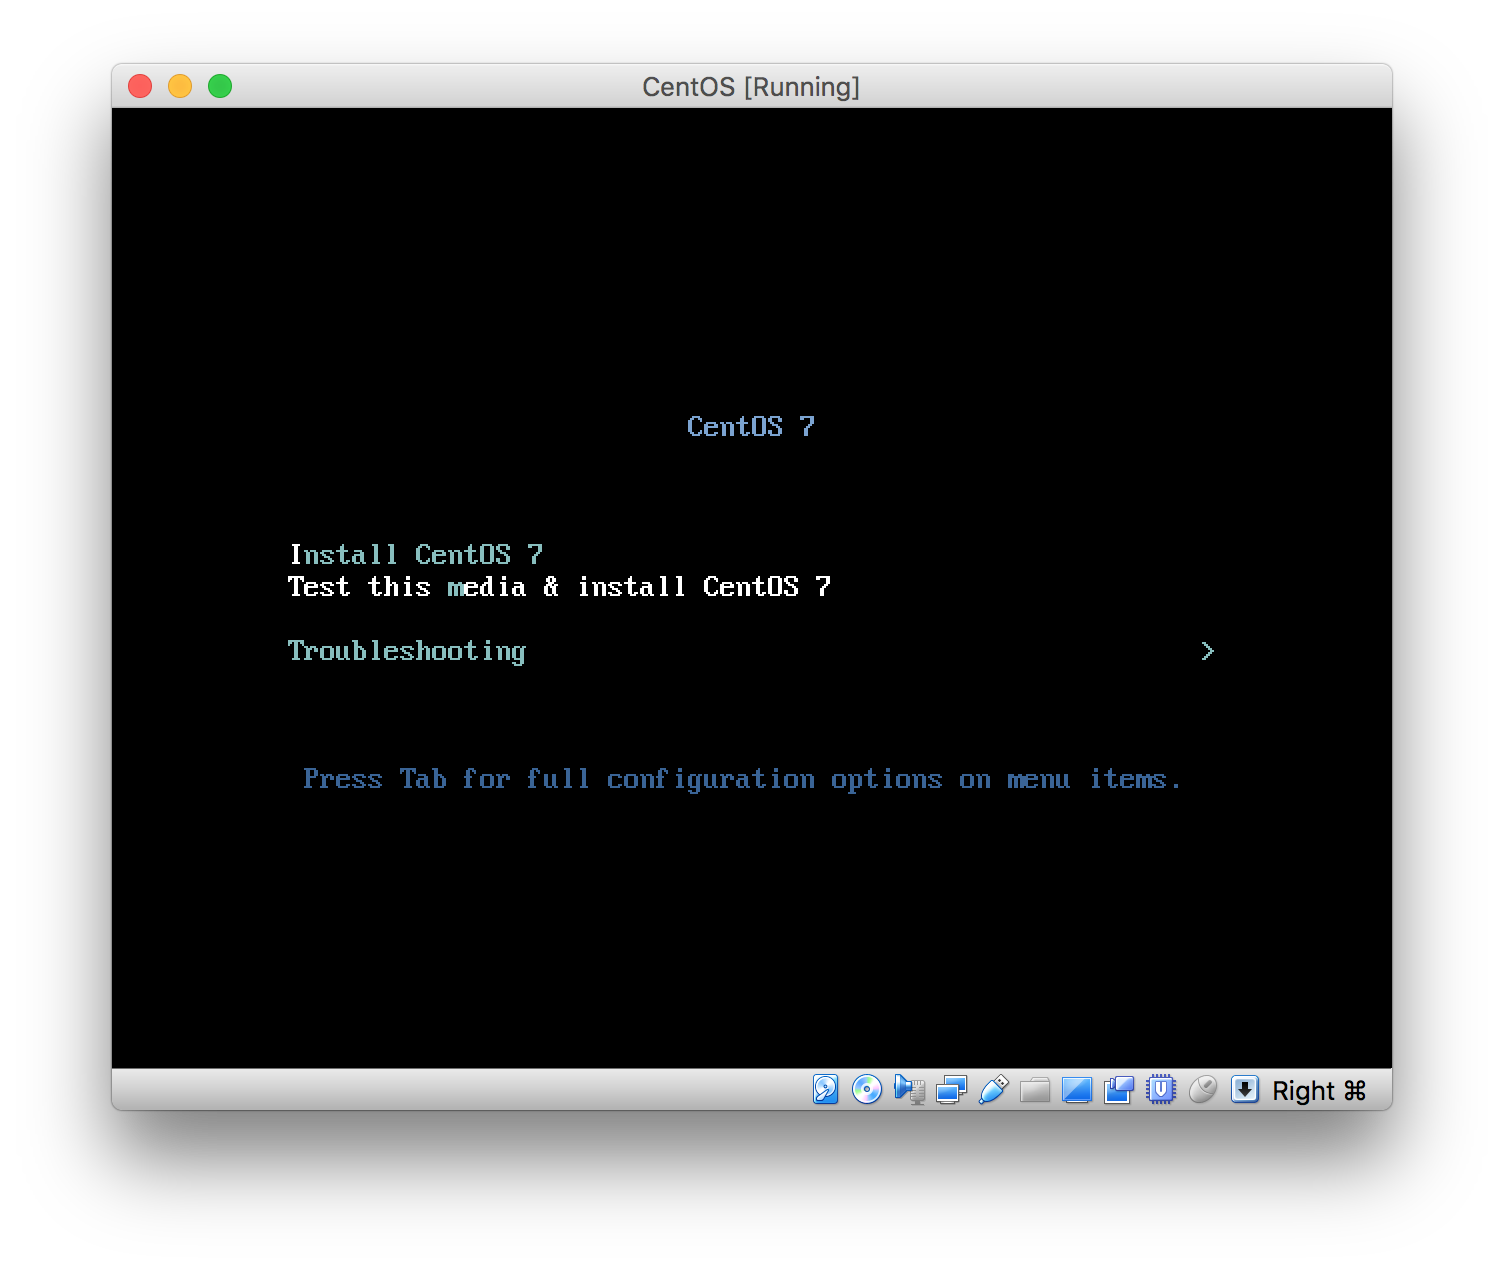 CentOS [Running]
CentOS 7
Install CentOS 7
Test this media & install CentOS 7
Troubleshooting >
Press Tab for full configuration options on menu items.
Right ⌘